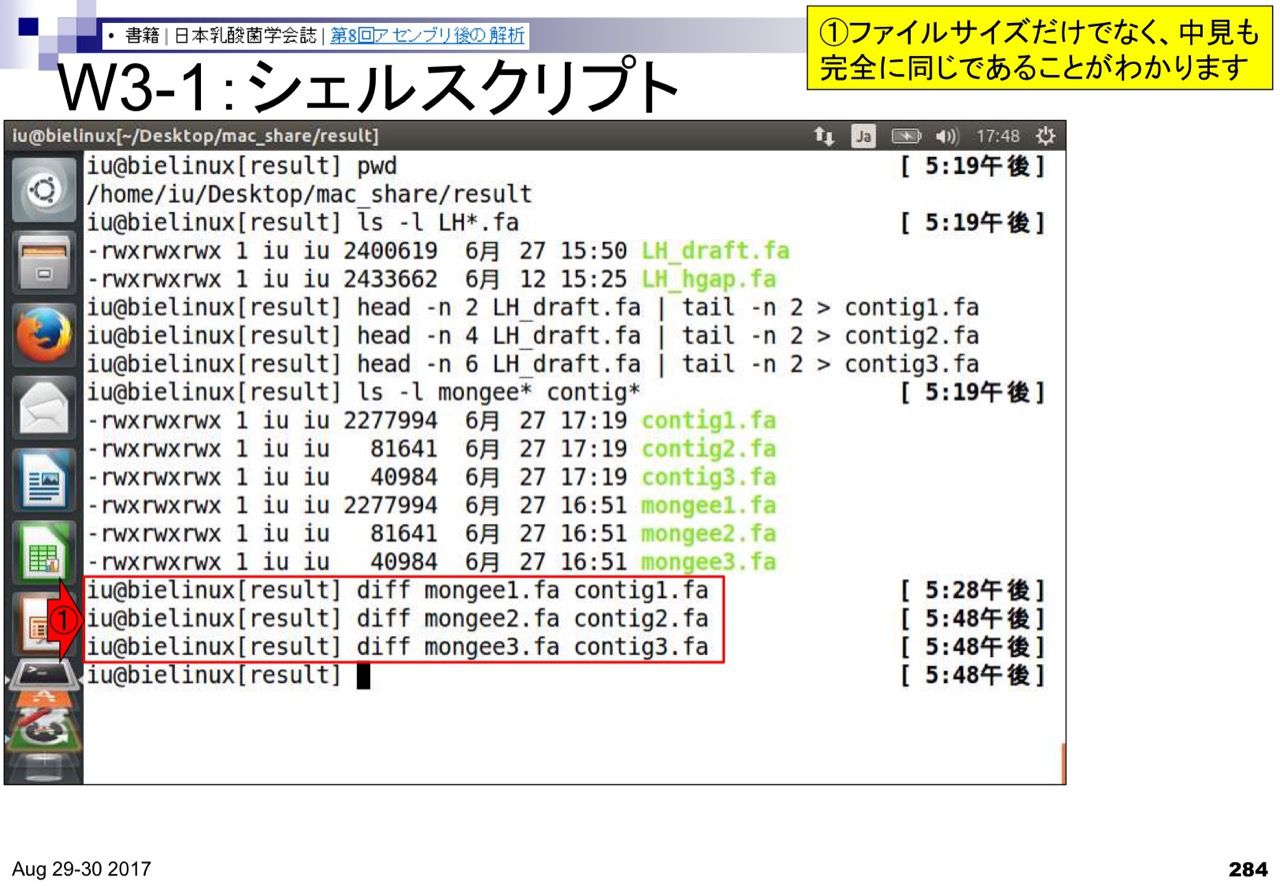 • 書籍 | 日本乳酸菌学会誌 | 第8回アセンブリ後の解析
①ファイルサイズだけでなく、中見も
完全に同じであることがわかります
W3-1：シェルスクリプト
iu@bielinux[~/Desktop/mac_share/result] Ja 17:48
iu@bielinux[result] pwd [ 5:19午後]
/home/iu/Desktop/mac_share/result
iu@bielinux[result] ls -l LH*.fa [ 5:19午後]
-rwxrwxrwx 1 iu iu 2400619 6月 27 15:50 LH_draft.fa
-rwxrwxrwx 1 iu iu 2433662 6月 12 15:25 LH_hgap.fa
iu@bielinux[result] head -n 2 LH_draft.fa | tail -n 2 > contig1.fa
iu@bielinux[result] head -n 4 LH_draft.fa | tail -n 2 > contig2.fa
iu@bielinux[result] head -n 6 LH_draft.fa | tail -n 2 > contig3.fa
iu@bielinux[result] ls -l mongee* contig* [ 5:19午後]
-rwxrwxrwx 1 iu iu 2277994 6月 27 17:19 contig1.fa
-rwxrwxrwx 1 iu iu 81641 6月 27 17:19 contig2.fa
-rwxrwxrwx 1 iu iu 40984 6月 27 17:19 contig3.fa
-rwxrwxrwx 1 iu iu 2277994 6月 27 16:51 mongee1.fa
-rwxrwxrwx 1 iu iu 81641 6月 27 16:51 mongee2.fa
-rwxrwxrwx 1 iu iu 40984 6月 27 16:51 mongee3.fa
iu@bielinux[result] diff mongee1.fa contig1.fa [ 5:28午後]
① iu@bielinux[result] diff mongee2.fa contig2.fa [ 5:48午後]
iu@bielinux[result] diff mongee3.fa contig3.fa [ 5:48午後]
iu@bielinux[result] [ 5:48午後]
Aug 29-30 2017
284